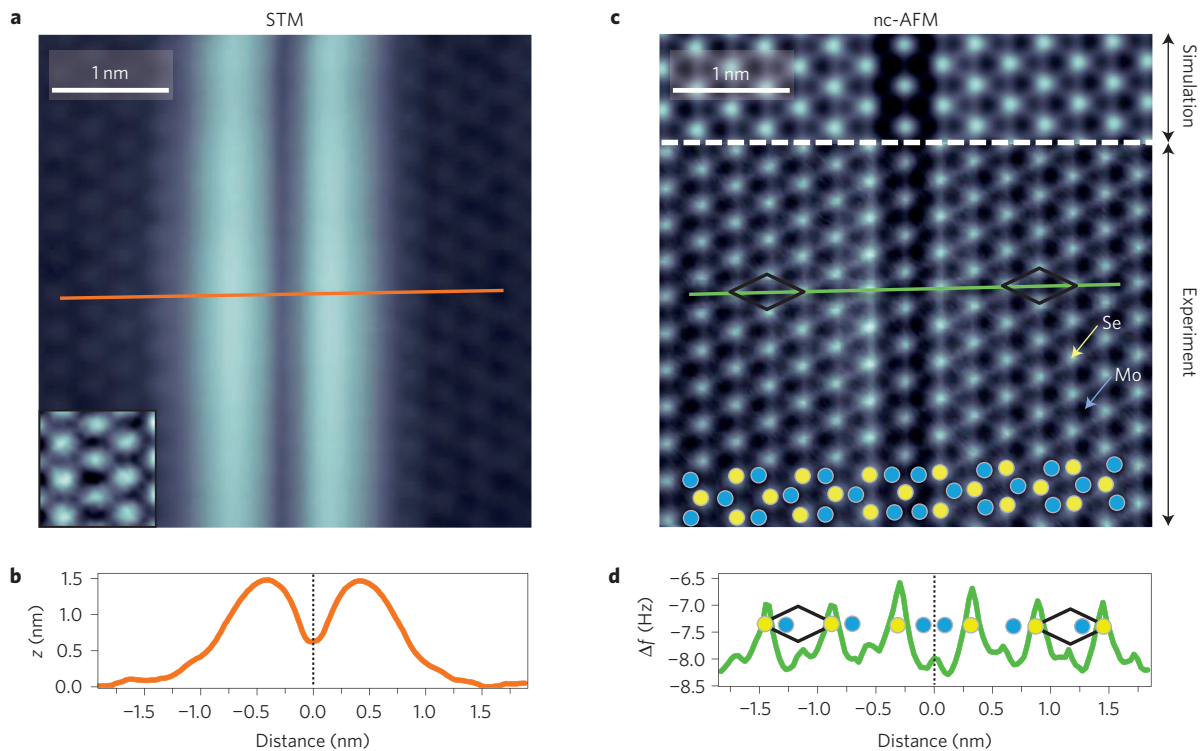 a
STM
1 nm
c
nc-AFM
1 nm
Simulation
Experiment
Se
Mo
b
z (nm)
1.5
1.0
0.5
0.0
−1.5
−1.0
−0.5
0.0
0.5
1.0
1.5
Distance (nm)
d
Δf (Hz)
−6.5
−7.0
−7.5
−8.0
−8.5
−1.5
−1.0
−0.5
0.0
0.5
1.0
1.5
Distance (nm)